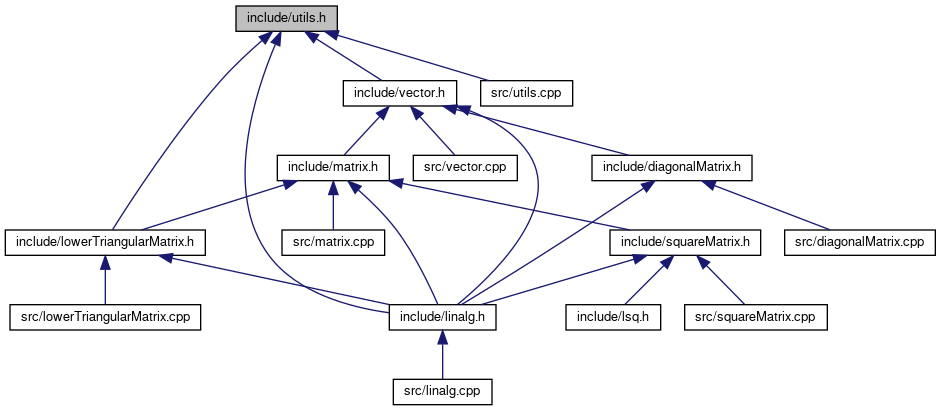 include/utils.h
include/vector.h
src/utils.cpp
include/matrix.h
src/vector.cpp
include/diagonalMatrix.h
include/lowerTriangularMatrix.h
src/matrix.cpp
include/squareMatrix.h
src/diagonalMatrix.cpp
src/lowerTriangularMatrix.cpp
include/linalg.h
include/lsq.h
src/squareMatrix.cpp
src/linalg.cpp